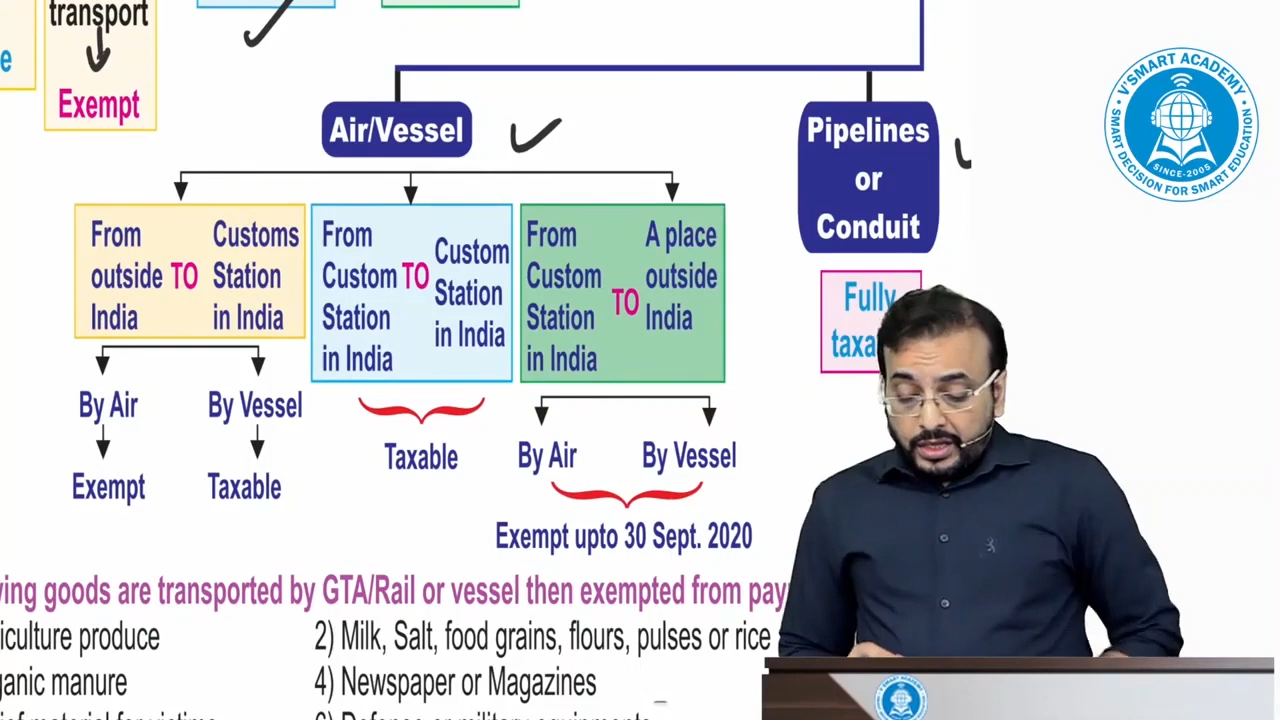 transport
e
Exempt
Air/Vessel
Pipelines
or
Conduit
Fully
From
outside
India
TO
Customs
Station
in India
From
Custom
Station
in India
TO
Custom
Station
in India
From
Custom
Station
in India
TO
A place
outside
India
By Air
By Vessel
Exempt
Taxable
Taxable
By Air
By Vessel
Exempt upto 30 Sept. 2020
goods are transported by GTA/Rail or vessel then exempted from
produce
2) Milk, Salt, food grains, flours, pulses or rice
manure
4) Newspaper or Magazines
V'SMART ACADEMY
SMART DECISION FOR SMART EDUCATION
SINCE-2005